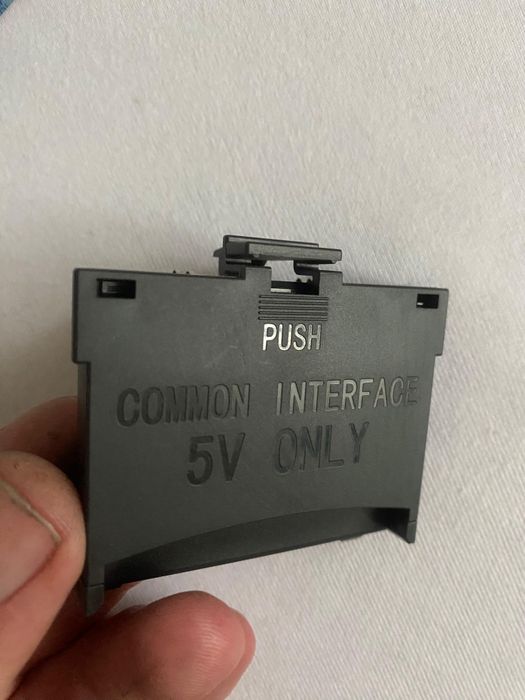 PUSH
COMMON INTERFACE
5V ONLY